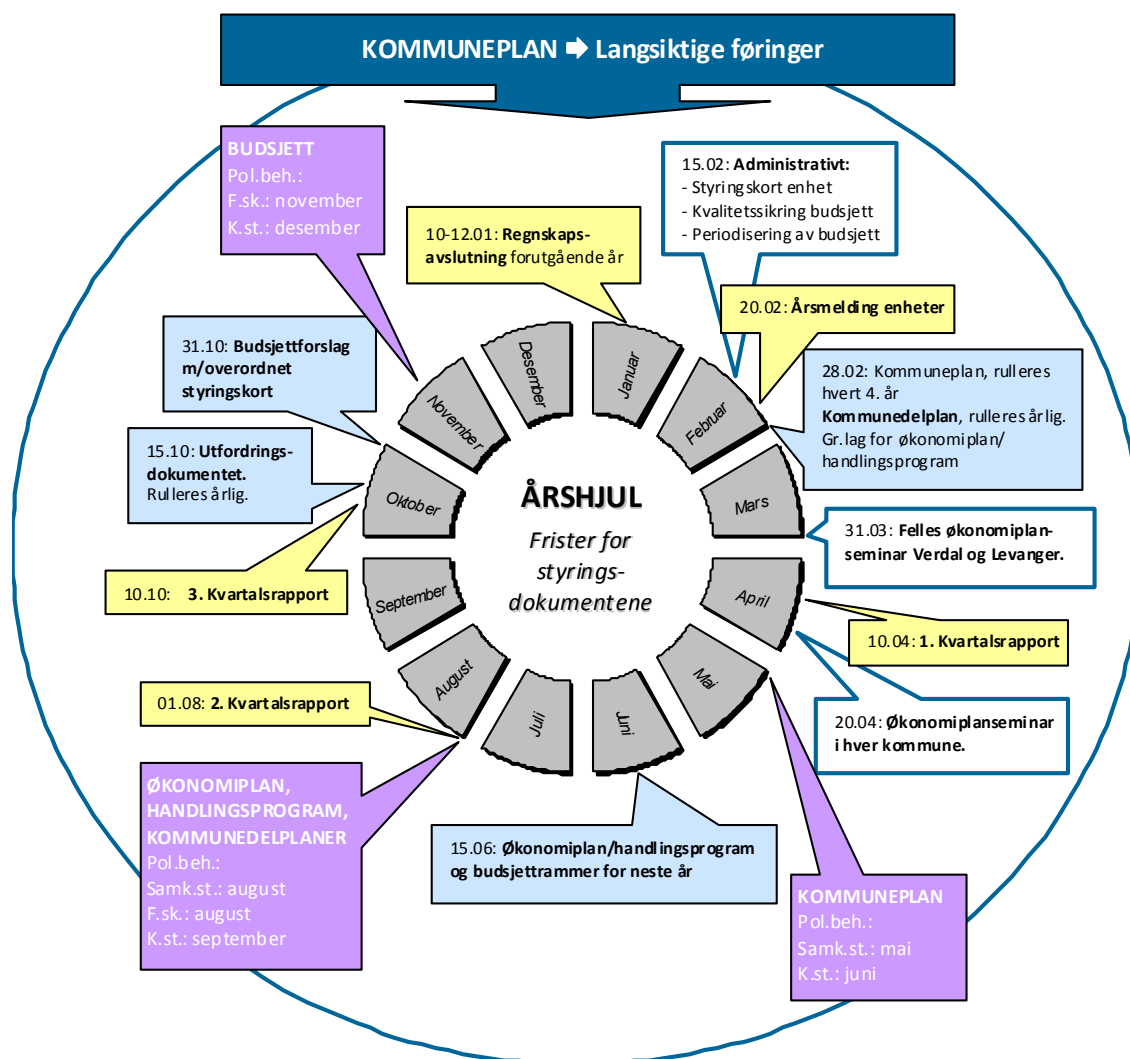 KOMMUNEPLAN 🡆 Langsiktige føringer
BUDSJETT
Pol.beh.:
F.sk.: november
K.st.: desember
10-12.01: Regnskaps-
avslutning forutgående år
15.02: Administrativt:
- Styringskort enhet
- Kvalitetssikring budsjett
- Periodisering av budsjett
20.02: Årsmelding enheter
28.02: Kommuneplan, rulleres
hvert 4. år
Kommunedelplan, rulleres årlig.
Gr.lag for økonomiplan/
handlingsprogram
31.10: Budsjettforslag
m/overordnet
styringskort
15.10: Utfordrings-
dokumentet.
Rulleres årlig.
Januar
Februar
Mars
April
Mai
Juni
Juli
August
September
Oktober
November
Desember
ÅRSHJUL
Frister for
styrings-
dokumentene
31.03: Felles økonomiplan-
seminar Verdal og Levanger.
10.10: 3. Kvartalsrapport
10.04: 1. Kvartalsrapport
01.08: 2. Kvartalsrapport
20.04: Økonomiplanseminar
i hver kommune.
ØKONOMIPLAN,
HANDLINGSPROGRAM,
KOMMUNEDELPLANER
Pol.beh.:
Samk.st.: august
F.sk.: august
K.st.: september
15.06: Økonomiplan/handlingsprogram
og budsjettrammer for neste år
KOMMUNEPLAN
Pol.beh.:
Samk.st.: mai
K.st.: juni